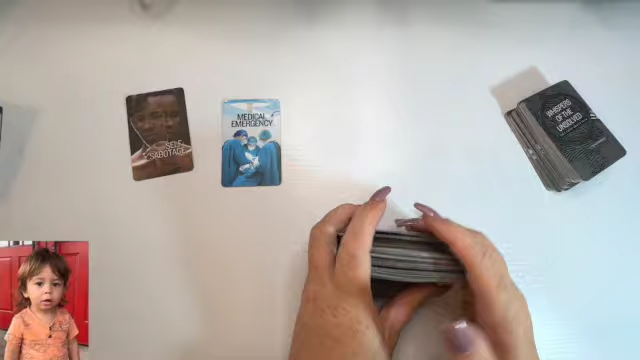 SELF
SABOTAGE
MEDICAL
EMERGENCY
WHISPERS
OF THE
UNSOLVED